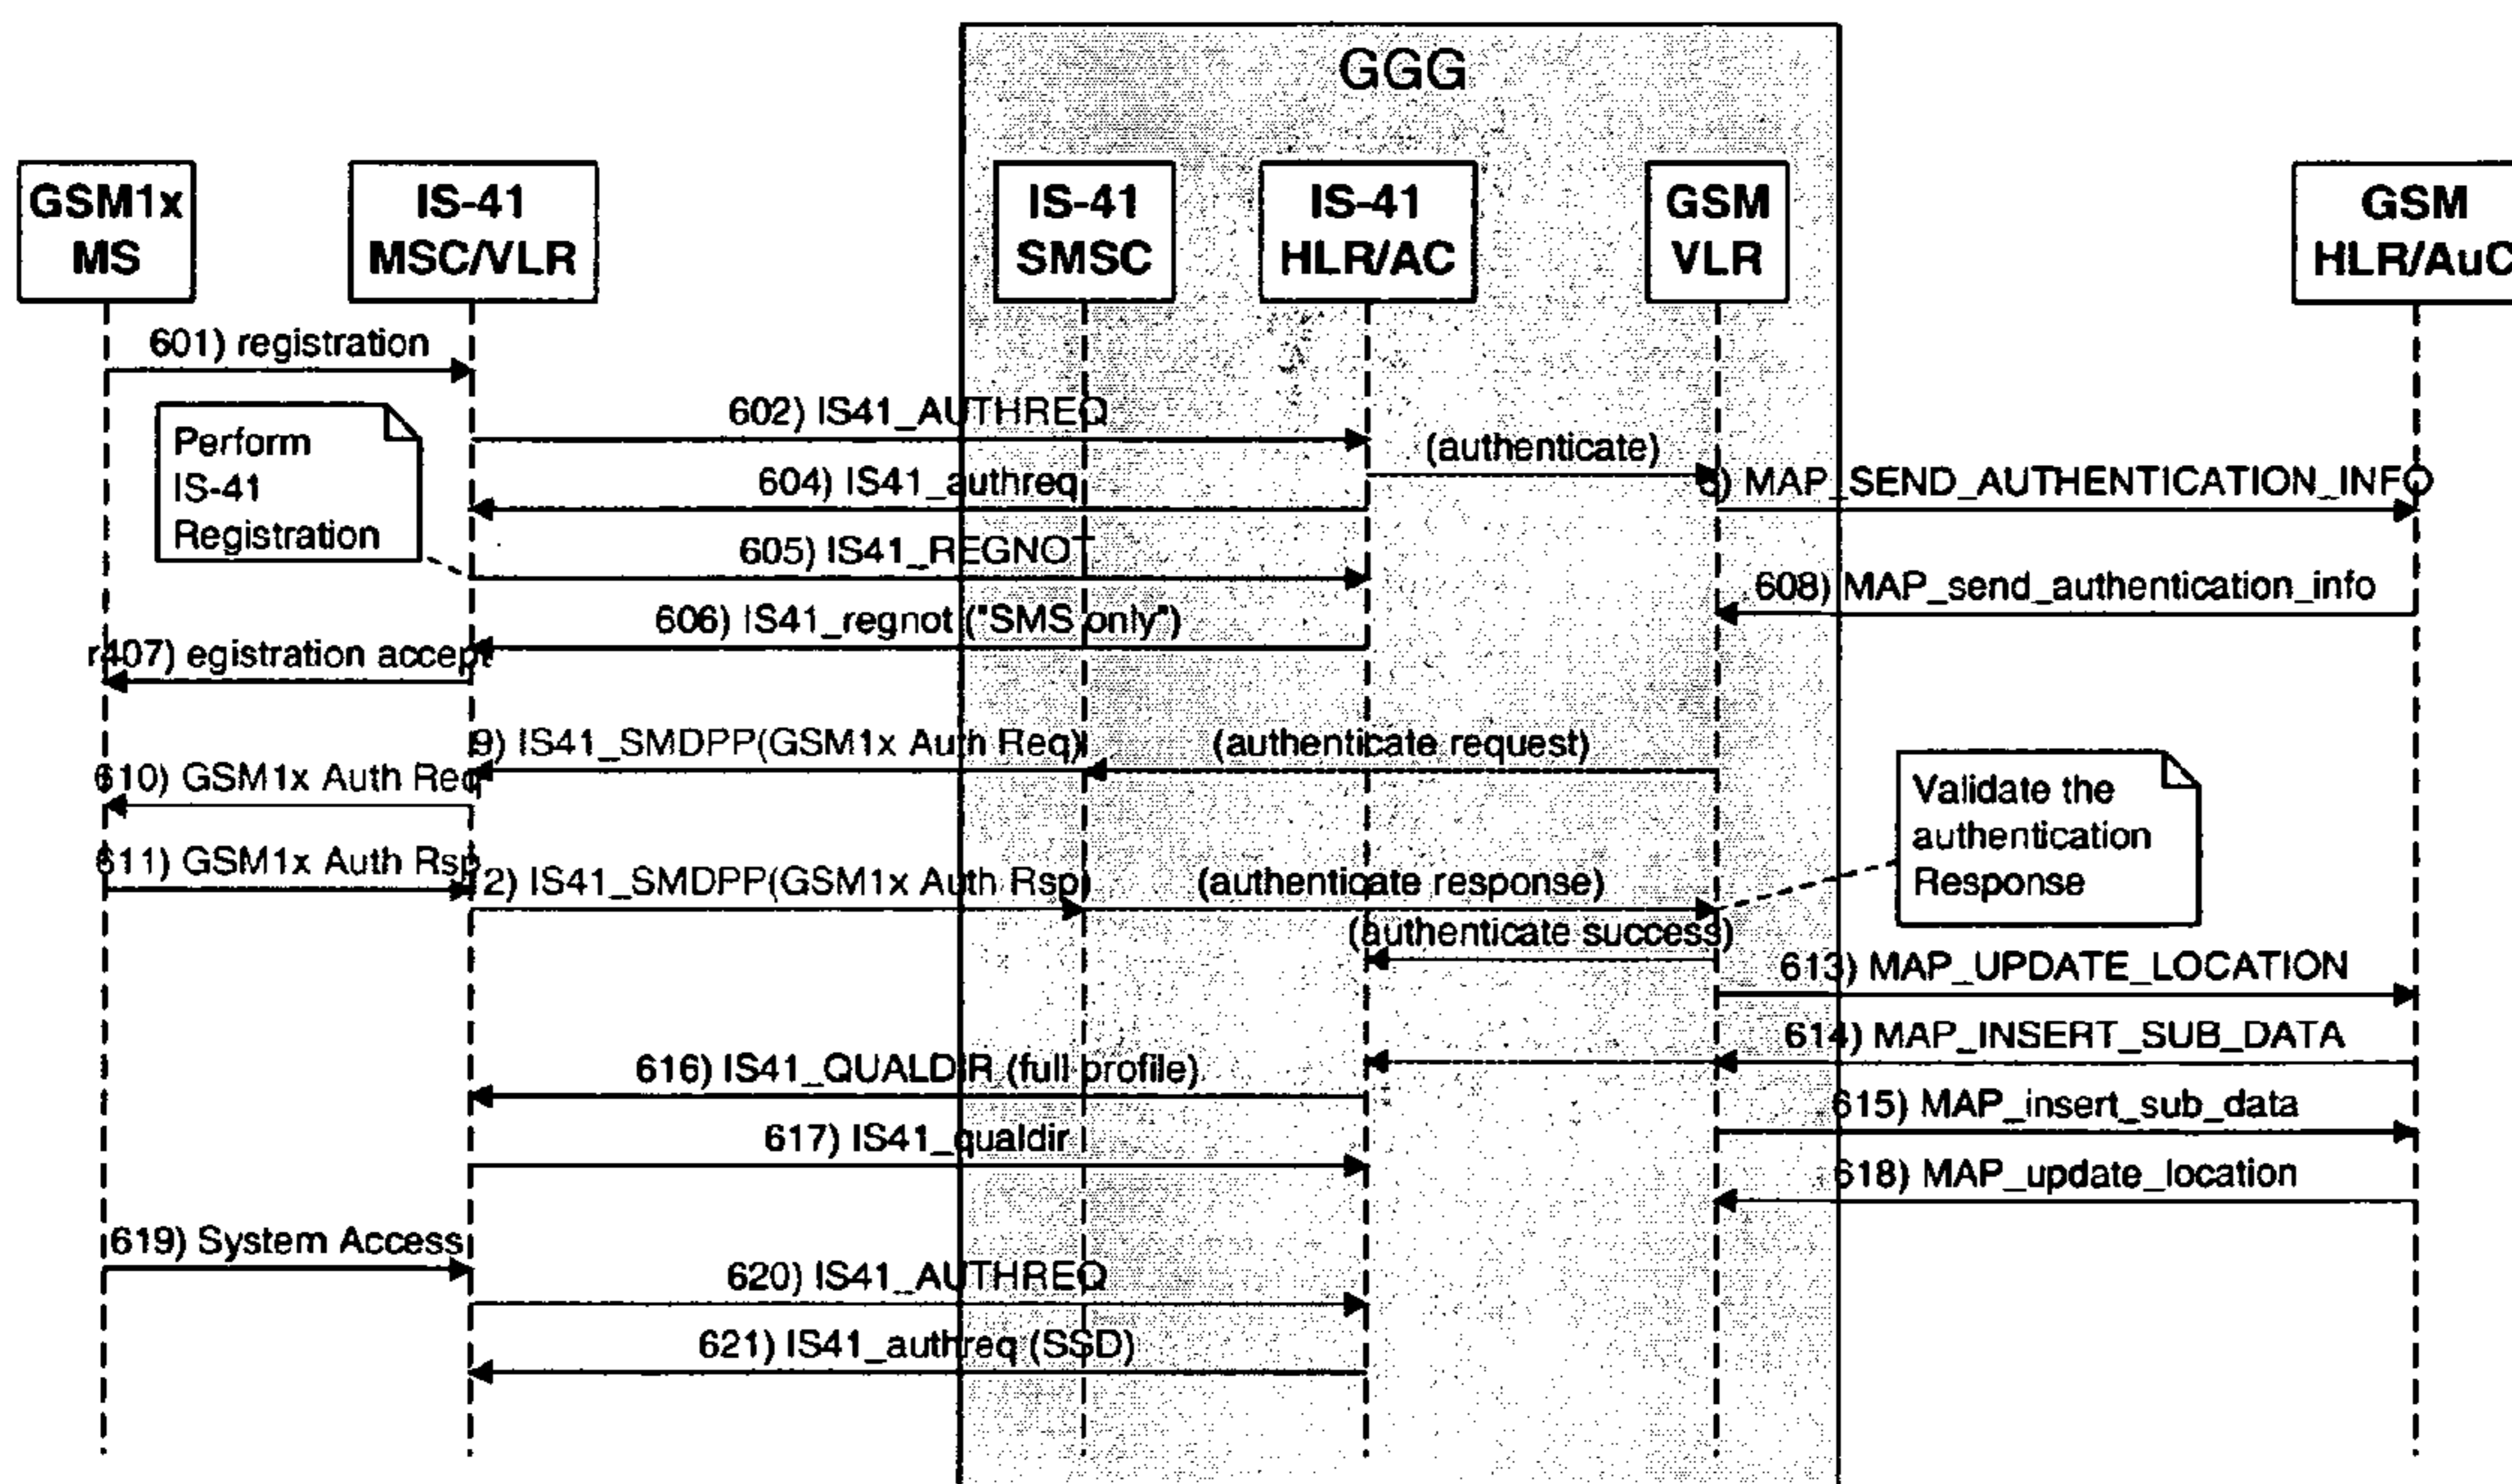 GGG
GSM1x
MS
IS-41
MSC/VLR
IS-41
SMSC
IS-41
HLR/AC
GSM
VLR
GSM
HLR/AuC
601) registration
Perform
IS-41
Registration
602) IS41_AUTHREQ
(authenticate)
604) IS41_authreq
) MAP_SEND_AUTHENTICATION_INFO
605) IS41_REGNOT
608) MAP_send_authentication_info
606) IS41_regnot ("SMS only")
r407) egistration accept
9) IS41_SMDPP(GSM1x Auth Req)
(authenticate request)
610) GSM1x Auth Req
Validate the
authentication
Response
611) GSM1x Auth Rsp
2) IS41_SMDPP(GSM1x Auth Rsp)
(authenticate response)
(authenticate success)
613) MAP_UPDATE_LOCATION
614) MAP_INSERT_SUB_DATA
616) IS41_QUALDIR (full profile)
615) MAP_insert_sub_data
617) IS41_qualdir
618) MAP_update_location
619) System Access
620) IS41_AUTHREQ
621) IS41_authreq (SSD)